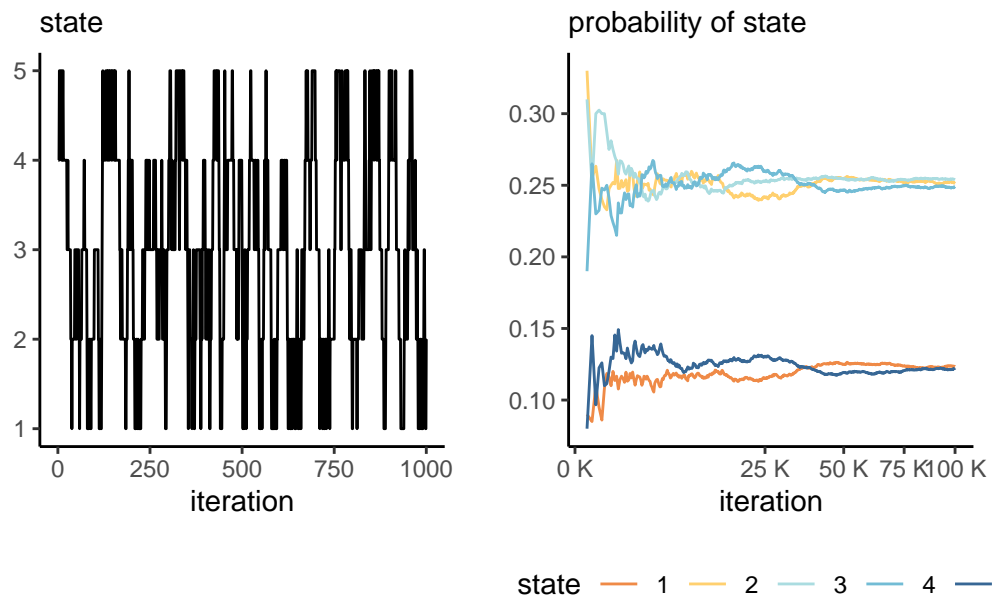 state
5
4
3
2
1
0 250 500 750 1000
iteration
probability of state
0.30
0.25
0.20
0.15
0.10
0 K 25 K 50 K 75 K 100 K
iteration
state 1 2 3 4